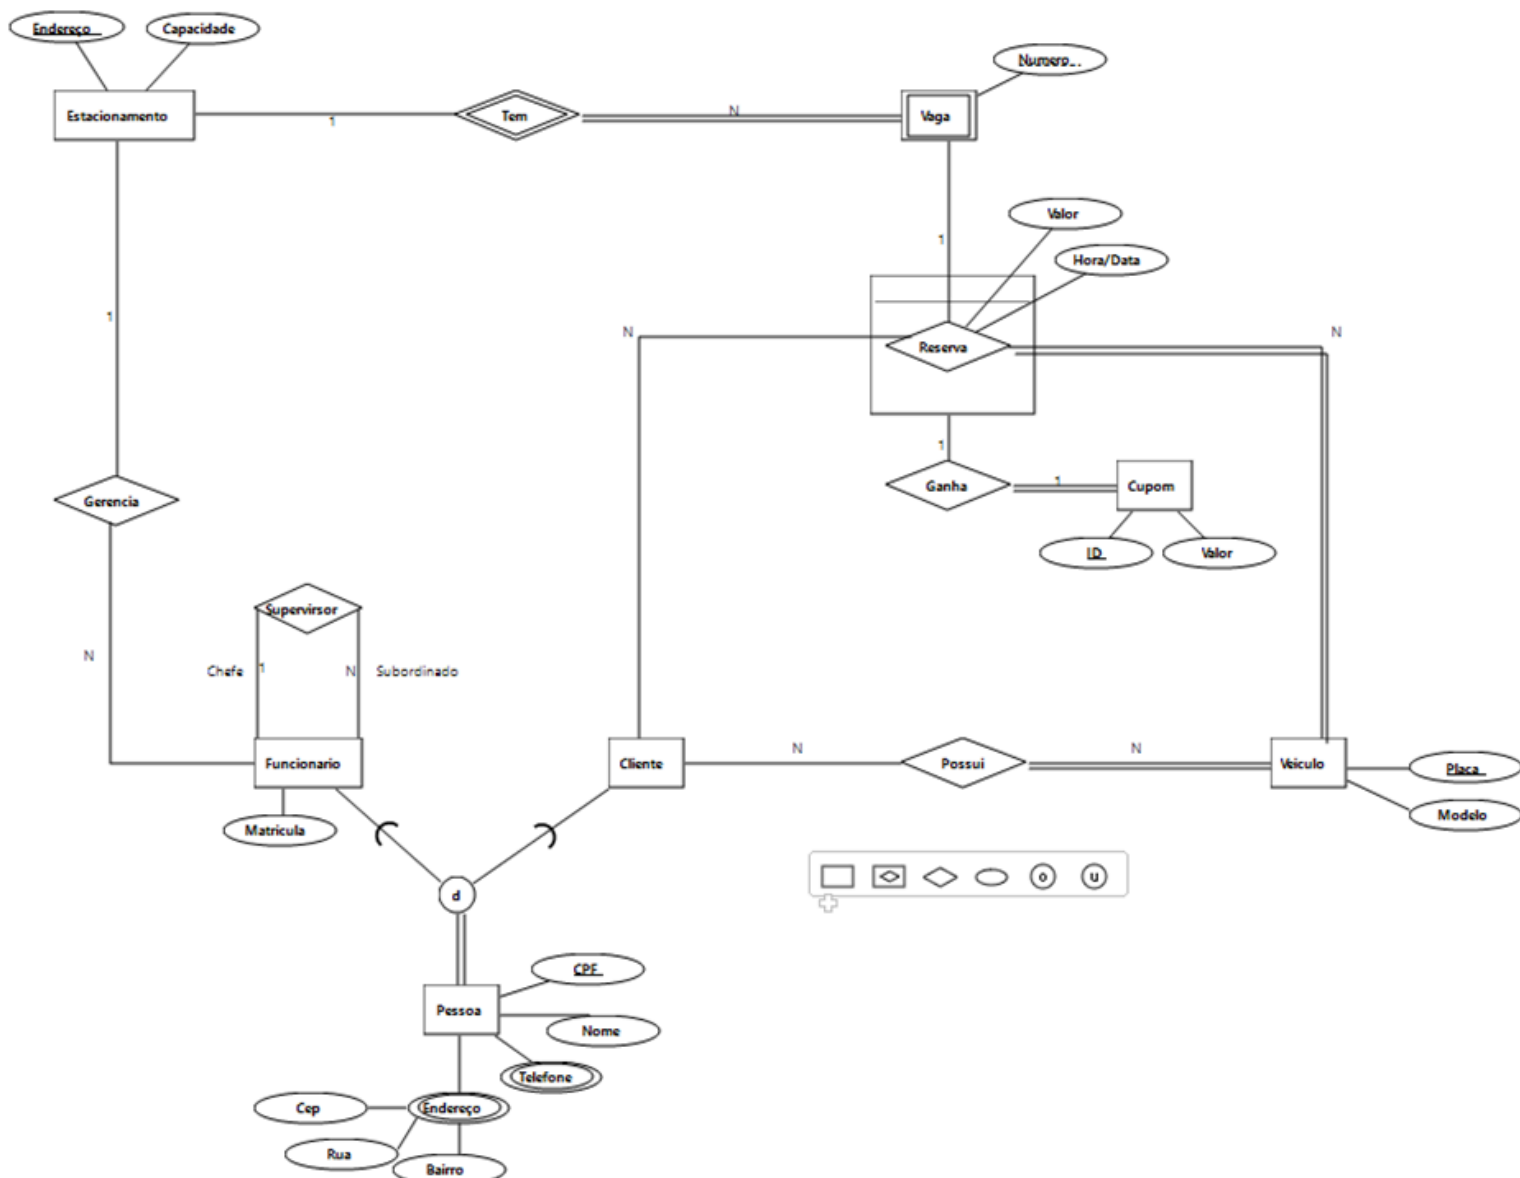 Endereço
Capacidade
Numero
Estacionamento
1
Tem
N
Vaga
Valor
1
Hora/Data
1
N
Reserva
N
1
Gerencia
Ganha
1
Cupom
ID
Valor
Supervirsor
N
Chefe
1
N
Subordinado
Funcionario
Cliente
N
Possui
N
Veiculo
Placa
Modelo
Matricula
d
o
u
CPF
Pessoa
Nome
Telefone
Cep
Endereço
Rua
Bairro